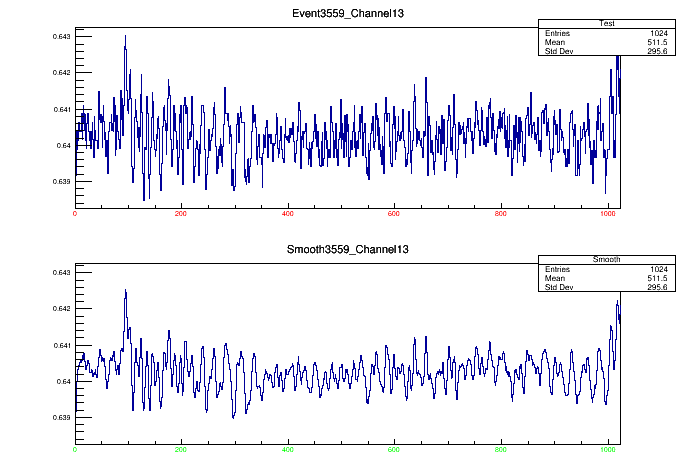 Event3559_Channel13
Test
Entries 1024
Mean 511.5
Std Dev 295.6
0.643
0.642
0.641
0.64
0.639
0 200 400 600 800 1000
Smooth3559_Channel13
Smooth
Entries 1024
Mean 511.5
Std Dev 295.6
0.643
0.642
0.641
0.64
0.639
0 200 400 600 800 1000